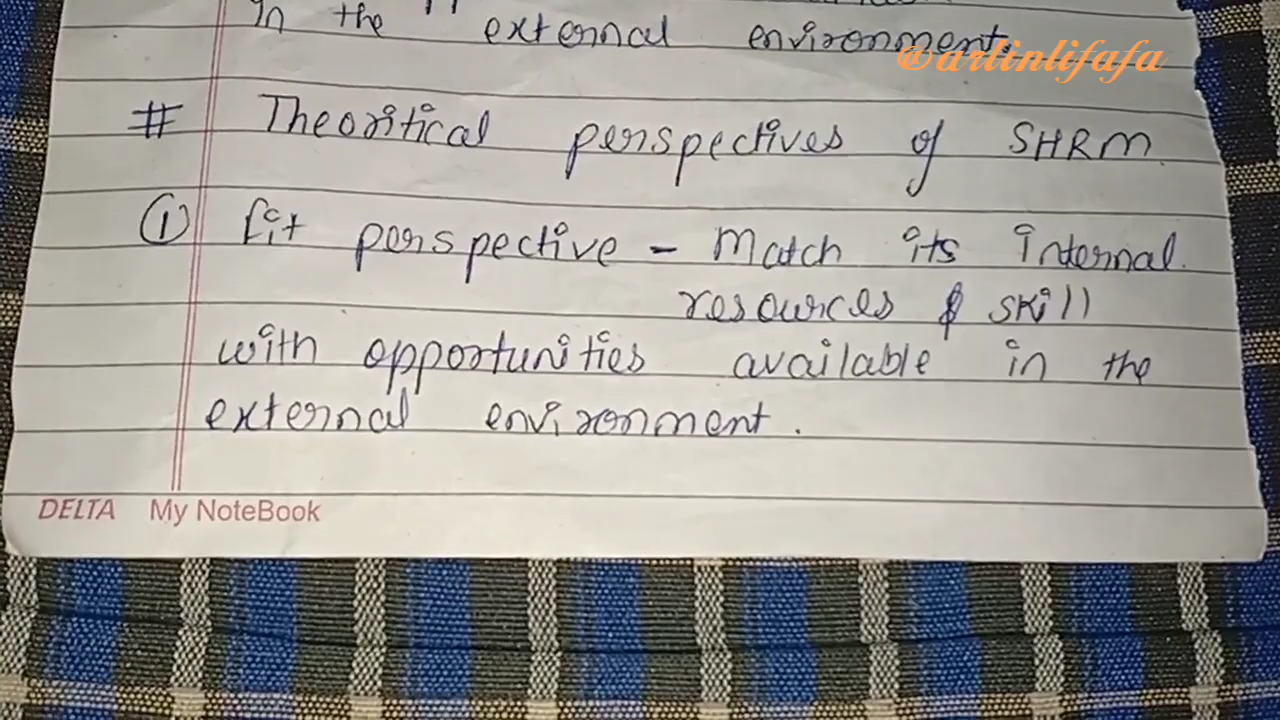 in the external environment.
@arlinlifafa
# Theoritical perspectives of SHRM
① fit perspective - Match its internal
resources & skill
with opportunities available in the
external environment.
DELTA My NoteBook